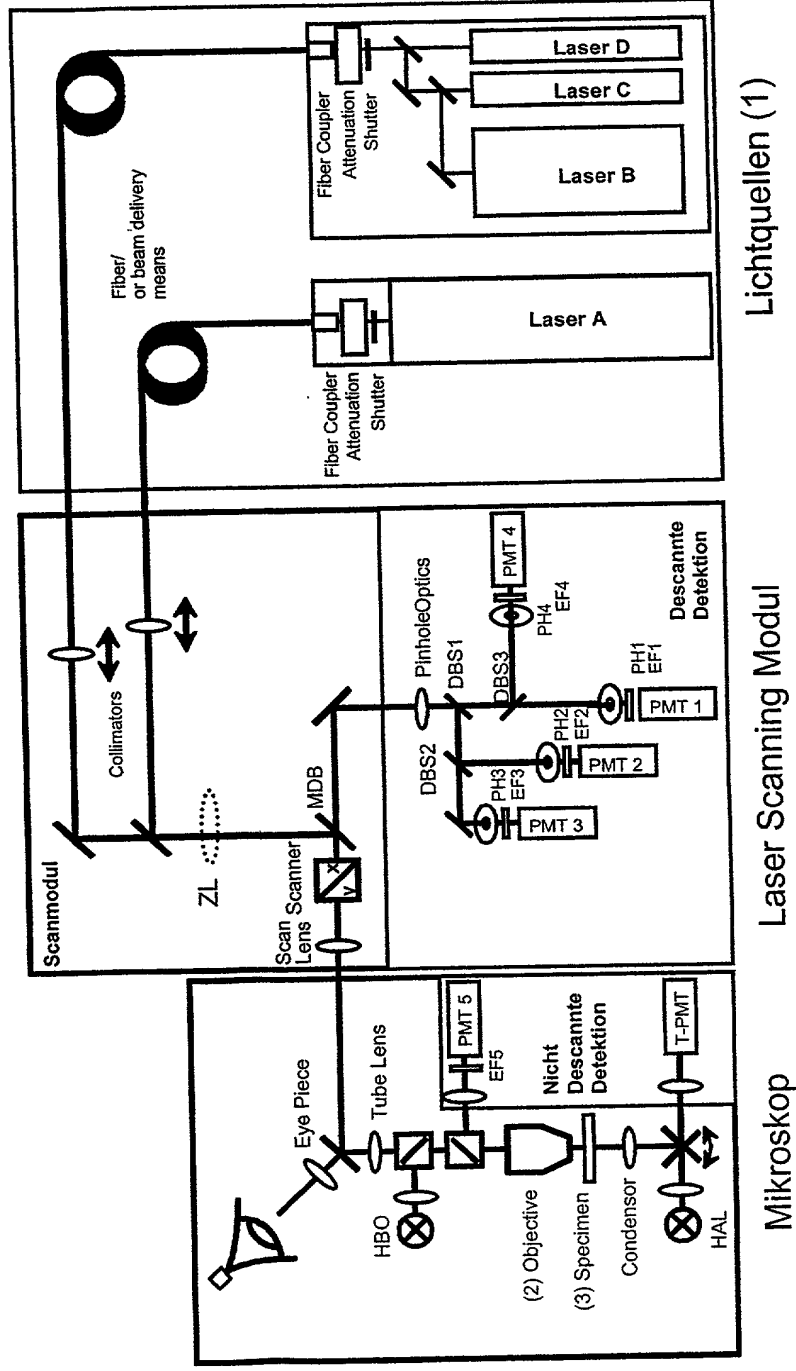 Fiber Coupler
Attenuation
Shutter
Laser D
Laser C
Laser B
Fiber/
or beam delivery
means
Fiber Coupler
Attenuation
Shutter
Laser A
Lichtquellen (1)
Scanmodul
Collimators
ZL
MDB
Scan
Lens
Scanner
x
y
PinholeOptics
DBS1
DBS2
DBS3
PMT 4
PH4
EF4
PH1
EF1
PMT 1
PH2
EF2
PMT 2
PH3
EF3
PMT 3
Descannte
Detektion
Laser Scanning Modul
Eye Piece
Tube Lens
HBO
PMT 5
EF5
Nicht
Descannte
Detektion
(2) Objective
(3) Specimen
Condensor
T-PMT
HAL
Mikroskop